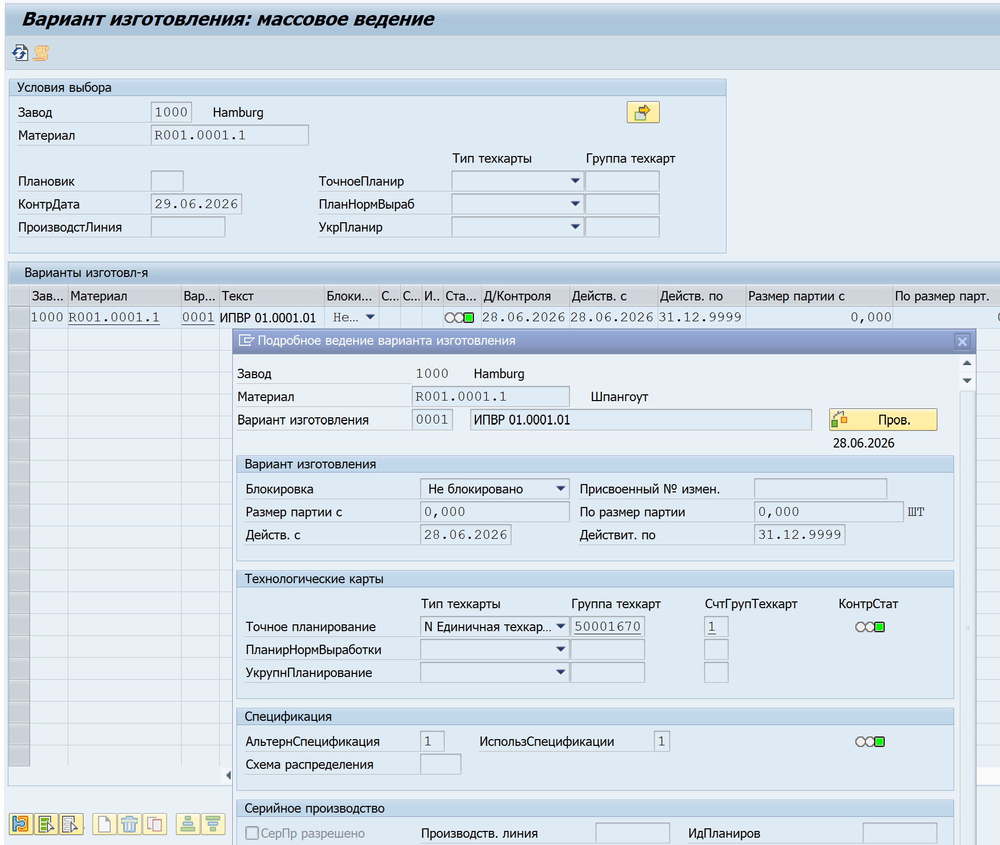 Вариант изготовления: массовое ведение
Условия выбора
Завод 1000 Hamburg
Материал R001.0001.1
Тип техкарты Группа техкарт
Плановик ТочноеПланир
КонтрДата 29.06.2026 ПланНормВыраб
ПроизводстЛиния УкрПланир
Варианты изготовл-я
Зав... Материал Вар... Текст Блоки... С... С... И.. Ста... Д/Контроля Действ. с Действ. по Размер партии с По размер парт.
1000 R001.0001.1 0001 ИПВР 01.0001.01 Не... 28.06.2026 28.06.2026 31.12.9999 0,000
Подробное ведение варианта изготовления
Завод 1000 Hamburg
Материал R001.0001.1 Шпангоут
Вариант изготовления 0001 ИПВР 01.0001.01 Пров.
28.06.2026
Вариант изготовления
Блокировка Не блокировано Присвоенный № измен.
Размер партии с 0,000 По размер партии 0,000 ШТ
Действ. с 28.06.2026 Действит. по 31.12.9999
Технологические карты
Тип техкарты Группа техкарт СчтГрупТехкарт КонтрСтат
Точное планирование N Единичная техкар... 50001670 1
ПланирНормВыработки
УкрупнПланирование
Спецификация
АльтернСпецификация 1 ИспользСпецификации 1
Схема распределения
Серийное производство
СерПр разрешено Производств. линия ИдПланиров